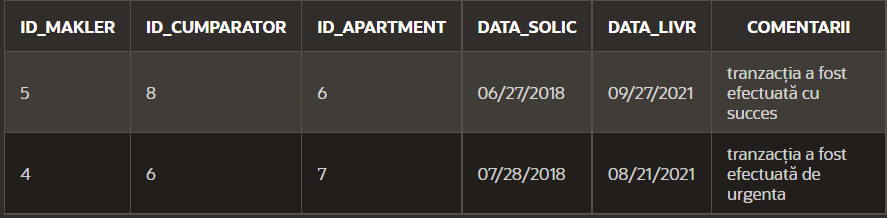 ID_MAKLER ID_CUMPARATOR ID_APARTMENT DATA_SOLIC DATA_LIVR COMENTARII
5 8 6 06/27/2018 09/27/2021 tranzacția a fost
efectuată cu
succes
4 6 7 07/28/2018 08/21/2021 tranzacția a fost
efectuată de
urgenta